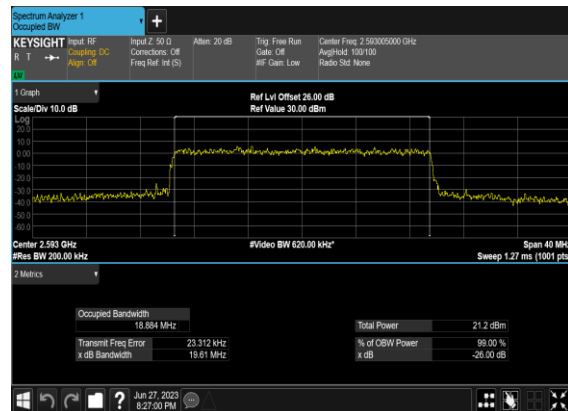 Spectrum Analyzer 1
Occupied BW
KEYSIGHT
R T
LXI
Input: RF
Coupling: DC
Align: Off
Input Z: 50 Ω
Corrections: Off
Freq Ref: Int (S)
Atten: 20 dB
Trig: Free Run
Gate: Off
#IF Gain: Low
Center Freq: 2.593005000 GHz
Avg|Hold: 100/100
Radio Std: None
1 Graph
Scale/Div 10.0 dB
Ref Lvl Offset 26.00 dB
Ref Value 30.00 dBm
Log
20.0
10.0
0.00
-10.0
-20.0
-30.0
-40.0
-50.0
-60.0
Center 2.593 GHz
#Res BW 200.00 kHz
#Video BW 620.00 kHz*
Span 40 MHz
Sweep 1.27 ms (1001 pts
2 Metrics
Occupied Bandwidth
18.884 MHz
Total Power 21.2 dBm
Transmit Freq Error 23.312 kHz
% of OBW Power 99.00 %
x dB Bandwidth 19.61 MHz
x dB -26.00 dB
?
Jun 27, 2023
8:27:00 PM